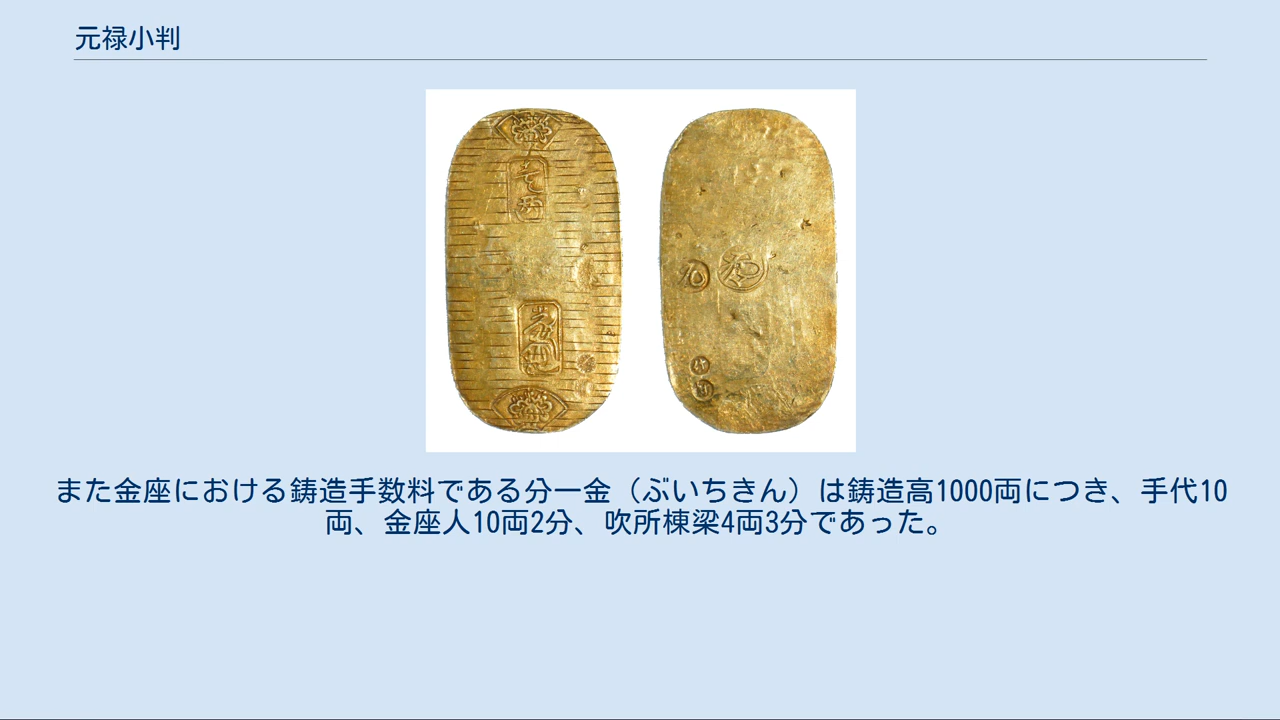 元禄小判
また金座における鋳造手数料である分一金（ぶいちきん）は鋳造高1000両につき、手代10
両、金座人10両2分、吹所棟梁4両3分であった。